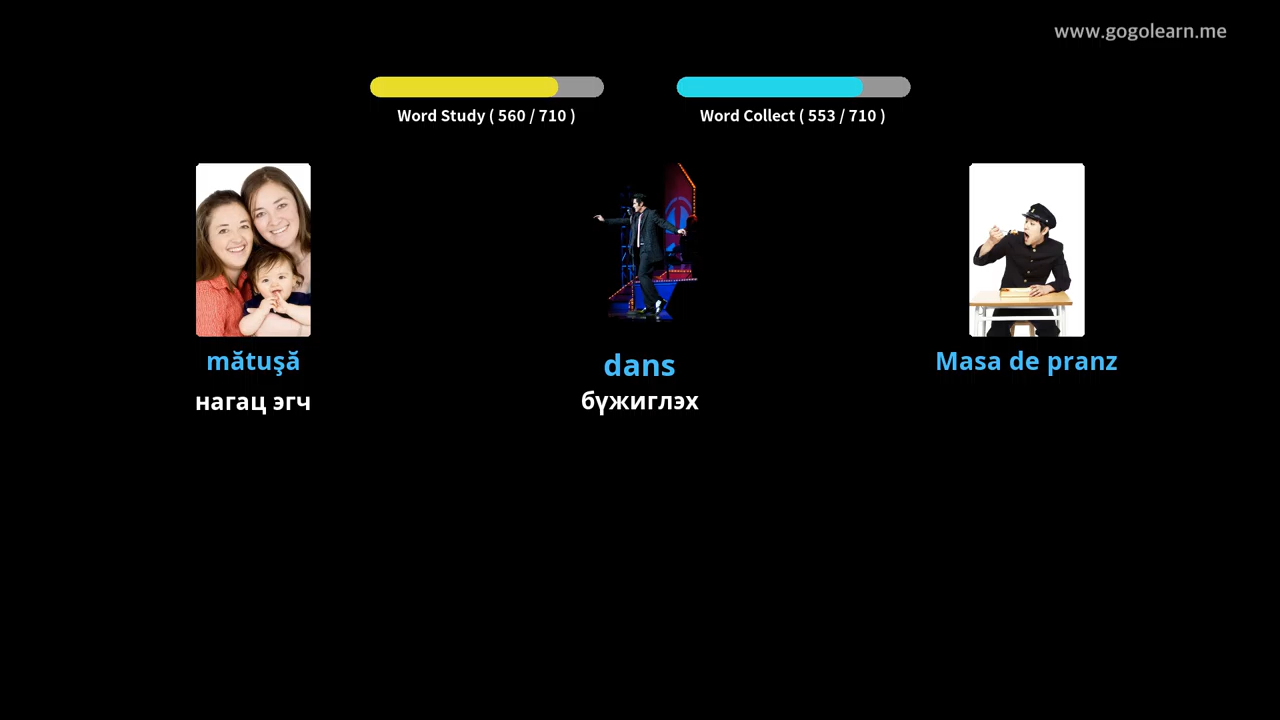 www.gogolearn.me
Word Study ( 560 / 710 )
Word Collect ( 553 / 710 )
mătuşă
dans
Masa de pranz
нагац эгч
бүжиглэх